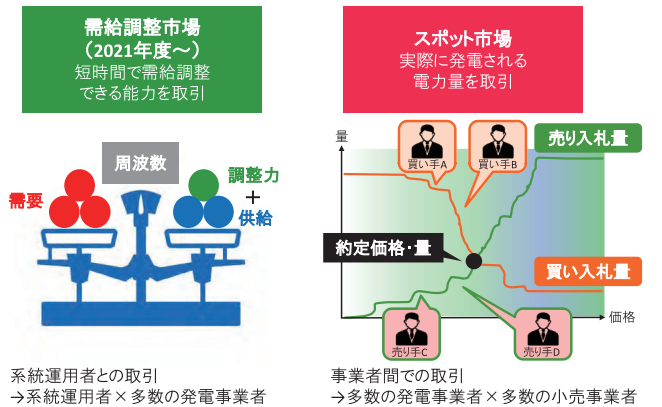 需給調整市場
（2021年度～）
短時間で需給調整
できる能力を取引
周波数
需要
調整力
+
供給
系統運用者との取引
→系統運用者×多数の発電事業者
スポット市場
実際に発電される
電力量を取引
量
買い手A
買い手B
売り入札量
約定価格・量
買い入札量
価格
売り手C
売り手D
事業者間での取引
→多数の発電事業者×多数の小売事業者